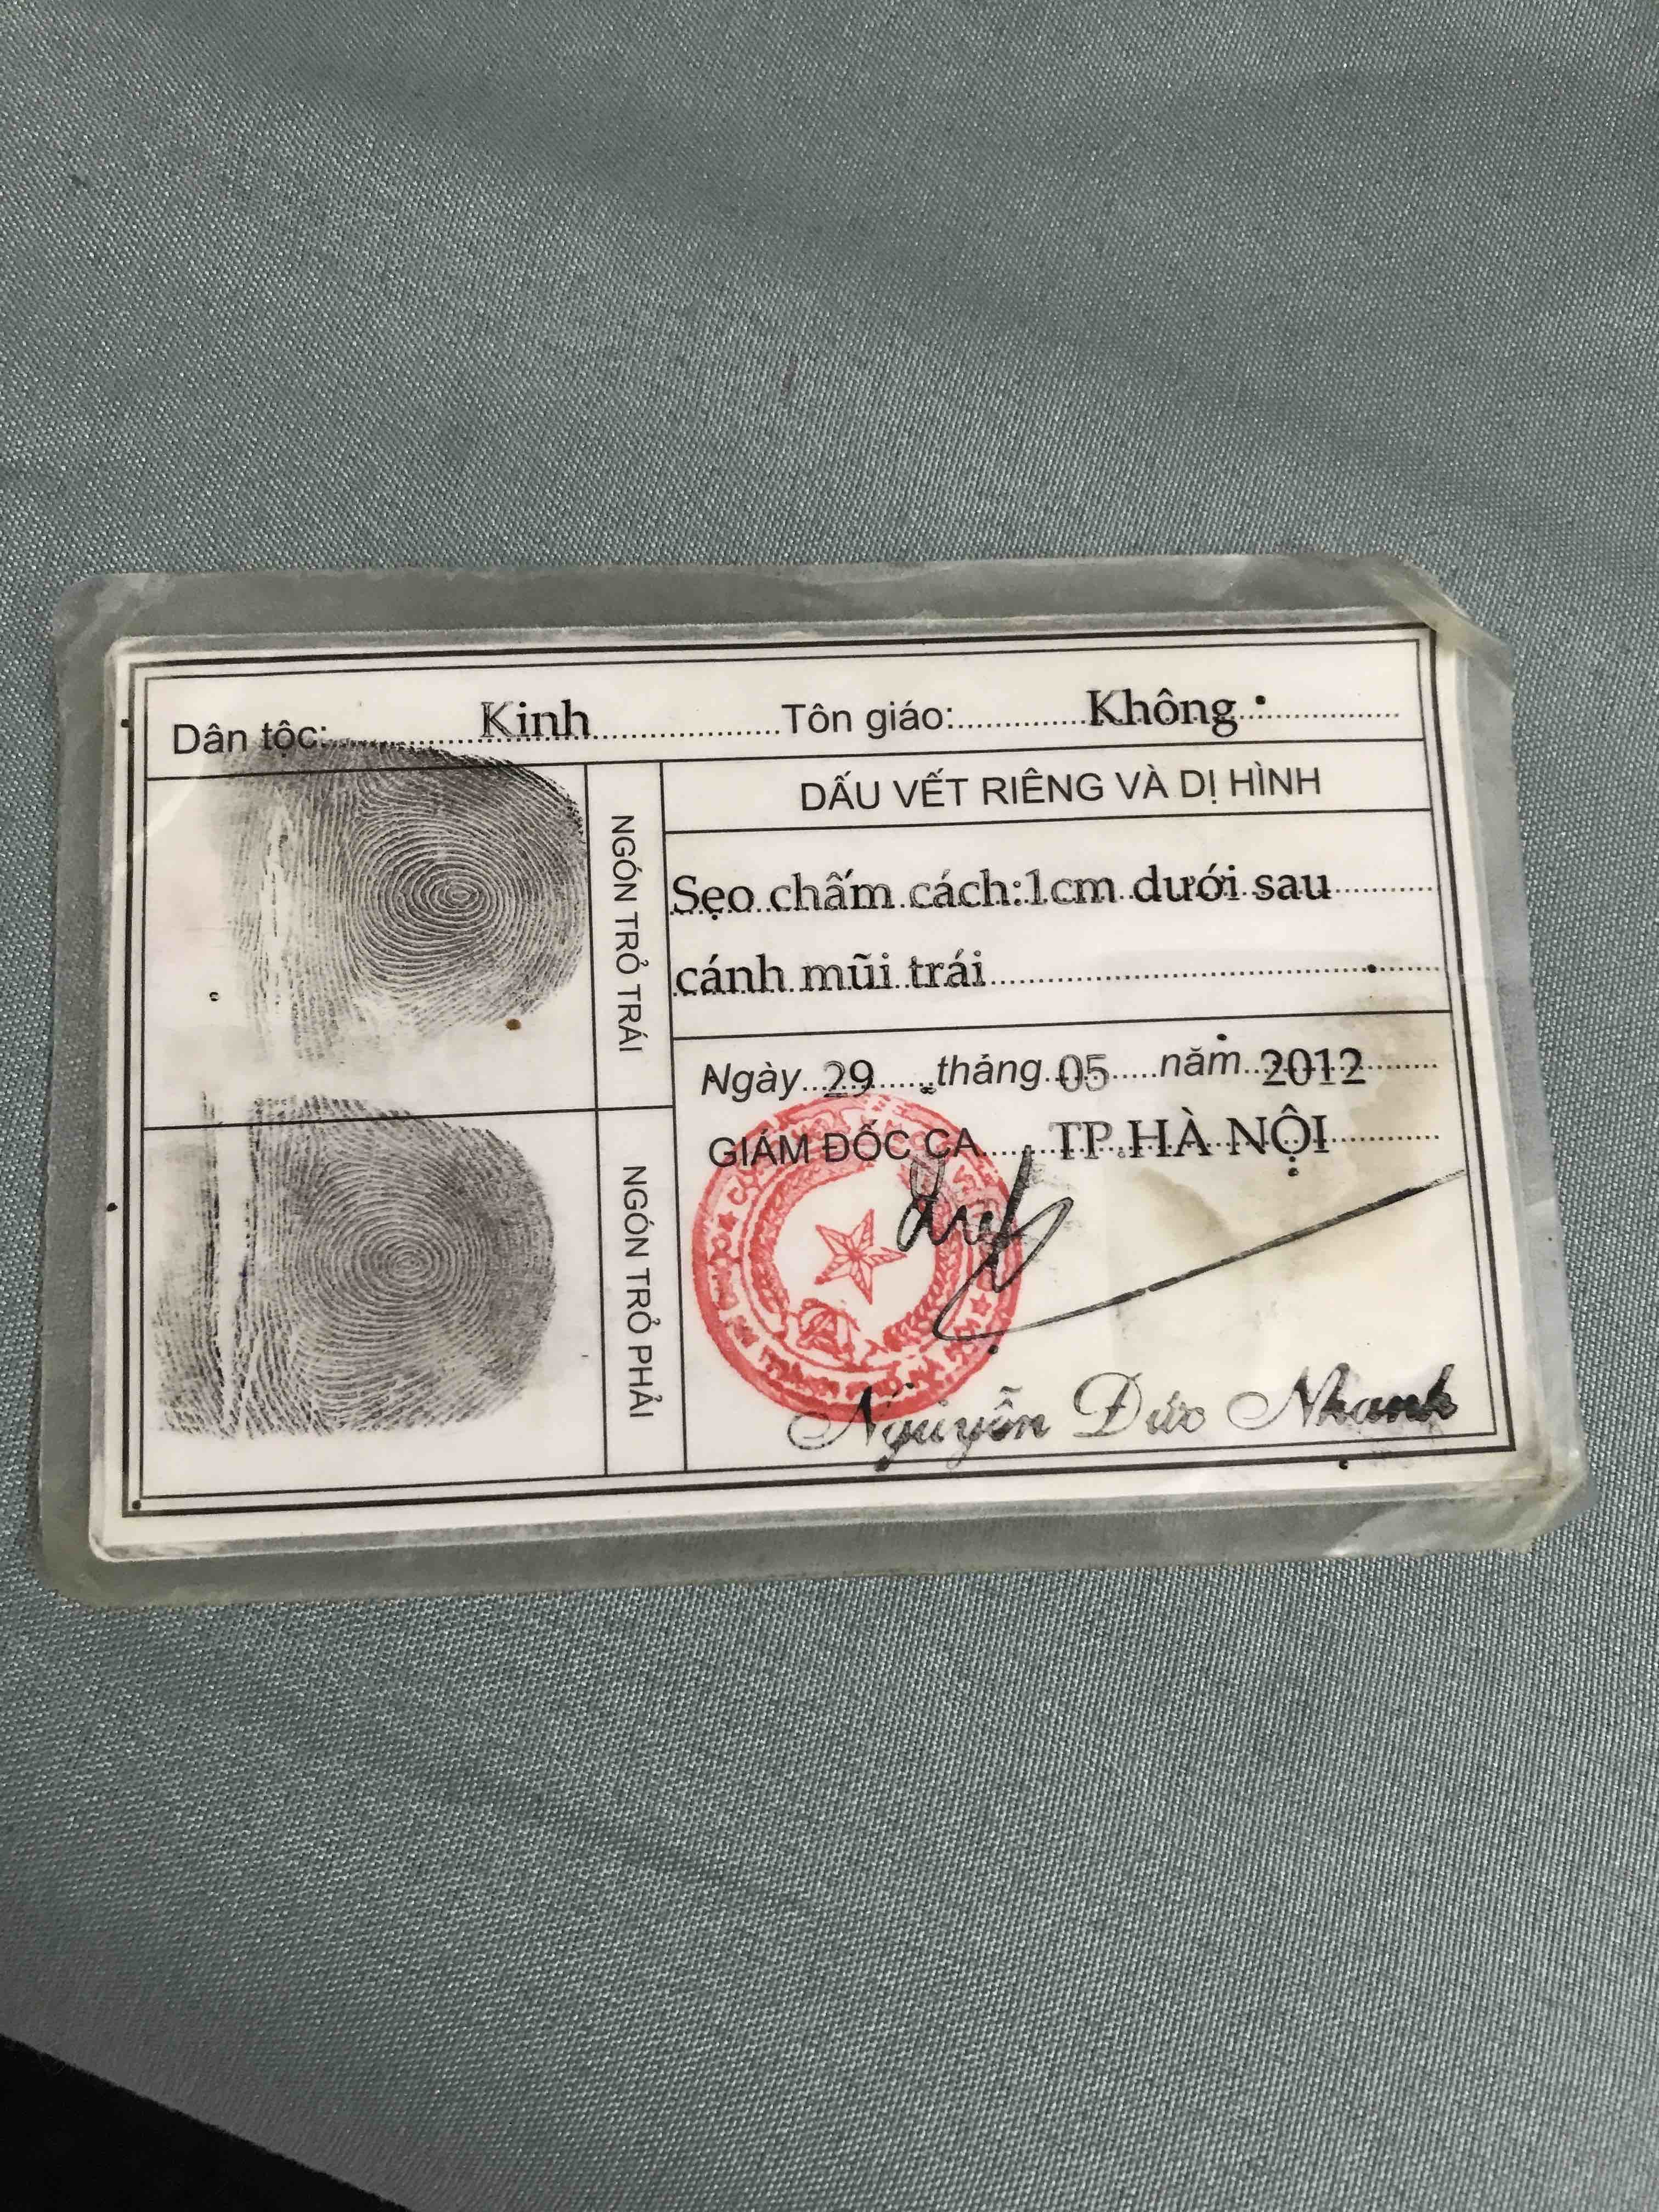 Dân tộc: Kinh Tôn giáo: Không
NGÓN TRỎ TRÁI
NGÓN TRỎ PHẢI
DẤU VẾT RIÊNG VÀ DỊ HÌNH
Sẹo chấm cách:1cm dưới sau
cánh mũi trái
Ngày 29 tháng 05 năm 2012
GIÁM ĐỐC CA TP.HÀ NỘI
Nguyễn Đức Nhanh